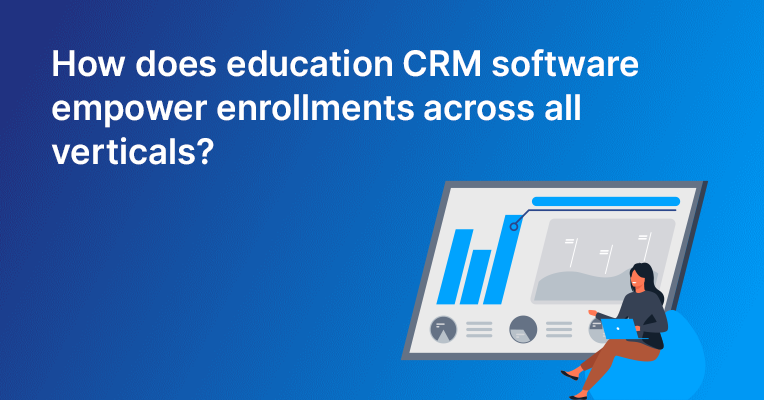 How does education CRM software
empower enrollments across all
verticals?